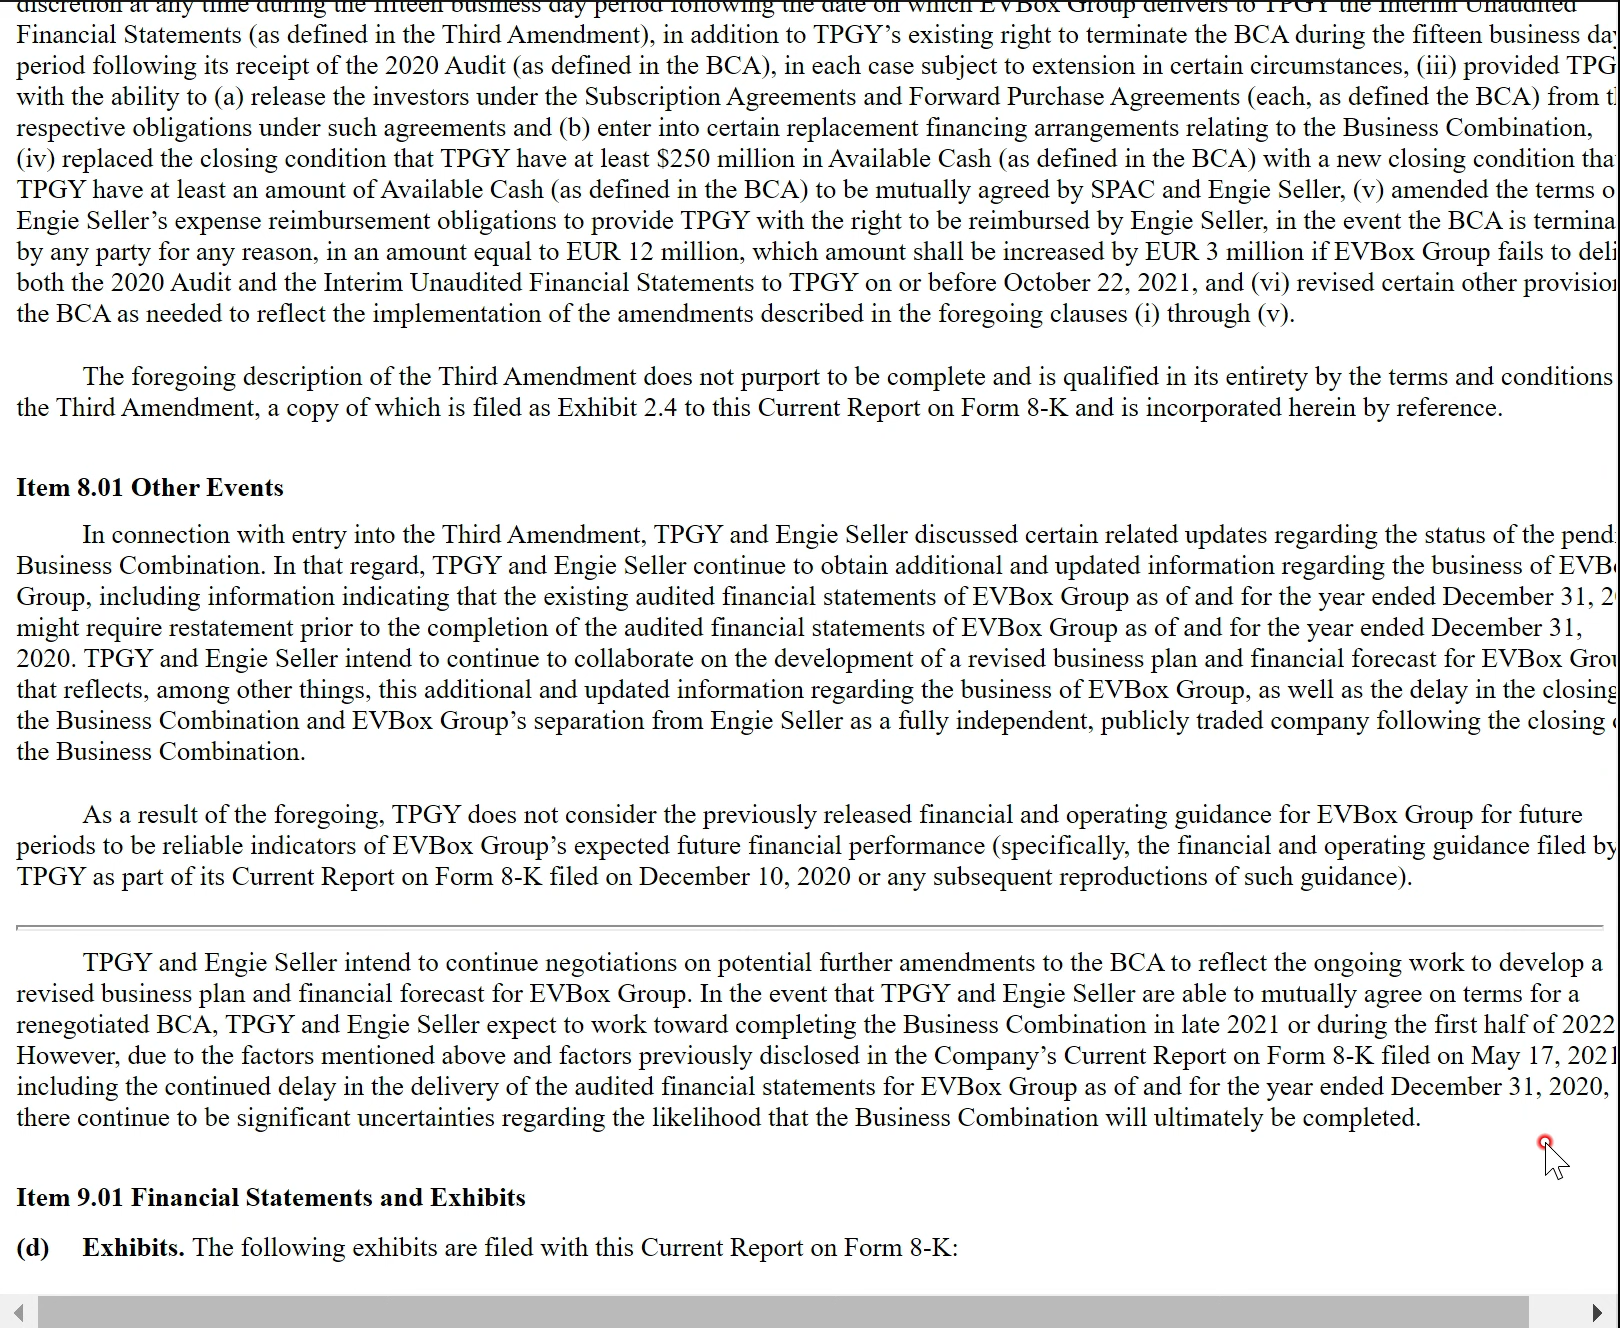 discretion at any time during the fifteen business day period following the date on which EVBox Group delivers to TPGY the Interim Unaudited
Financial Statements (as defined in the Third Amendment), in addition to TPGY’s existing right to terminate the BCA during the fifteen business
period following its receipt of the 2020 Audit (as defined in the BCA), in each case subject to extension in certain circumstances, (iii) provided
with the ability to (a) release the investors under the Subscription Agreements and Forward Purchase Agreements (each, as defined the BCA) from
respective obligations under such agreements and (b) enter into certain replacement financing arrangements relating to the Business Combination,
(iv) replaced the closing condition that TPGY have at least $250 million in Available Cash (as defined in the BCA) with a new closing condition
TPGY have at least an amount of Available Cash (as defined in the BCA) to be mutually agreed by SPAC and Engie Seller, (v) amended the terms
Engie Seller’s expense reimbursement obligations to provide TPGY with the right to be reimbursed by Engie Seller, in the event the BCA is
by any party for any reason, in an amount equal to EUR 12 million, which amount shall be increased by EUR 3 million if EVBox Group fails to
both the 2020 Audit and the Interim Unaudited Financial Statements to TPGY on or before October 22, 2021, and (vi) revised certain other
the BCA as needed to reflect the implementation of the amendments described in the foregoing clauses (i) through (v).
The foregoing description of the Third Amendment does not purport to be complete and is qualified in its entirety by the terms and conditions
the Third Amendment, a copy of which is filed as Exhibit 2.4 to this Current Report on Form 8-K and is incorporated herein by reference.
Item 8.01 Other Events
In connection with entry into the Third Amendment, TPGY and Engie Seller discussed certain related updates regarding the status of the
Business Combination. In that regard, TPGY and Engie Seller continue to obtain additional and updated information regarding the business of
Group, including information indicating that the existing audited financial statements of EVBox Group as of and for the year ended December 31,
might require restatement prior to the completion of the audited financial statements of EVBox Group as of and for the year ended December 31,
2020. TPGY and Engie Seller intend to continue to collaborate on the development of a revised business plan and financial forecast for EVBox
that reflects, among other things, this additional and updated information regarding the business of EVBox Group, as well as the delay in the closing
the Business Combination and EVBox Group’s separation from Engie Seller as a fully independent, publicly traded company following the closing
the Business Combination.
As a result of the foregoing, TPGY does not consider the previously released financial and operating guidance for EVBox Group for future
periods to be reliable indicators of EVBox Group’s expected future financial performance (specifically, the financial and operating guidance filed by
TPGY as part of its Current Report on Form 8-K filed on December 10, 2020 or any subsequent reproductions of such guidance).
TPGY and Engie Seller intend to continue negotiations on potential further amendments to the BCA to reflect the ongoing work to develop a
revised business plan and financial forecast for EVBox Group. In the event that TPGY and Engie Seller are able to mutually agree on terms for a
renegotiated BCA, TPGY and Engie Seller expect to work toward completing the Business Combination in late 2021 or during the first half of 2022
However, due to the factors mentioned above and factors previously disclosed in the Company’s Current Report on Form 8-K filed on May 17, 2021
including the continued delay in the delivery of the audited financial statements for EVBox Group as of and for the year ended December 31, 2020,
there continue to be significant uncertainties regarding the likelihood that the Business Combination will ultimately be completed.
Item 9.01 Financial Statements and Exhibits
(d) Exhibits. The following exhibits are filed with this Current Report on Form 8-K: